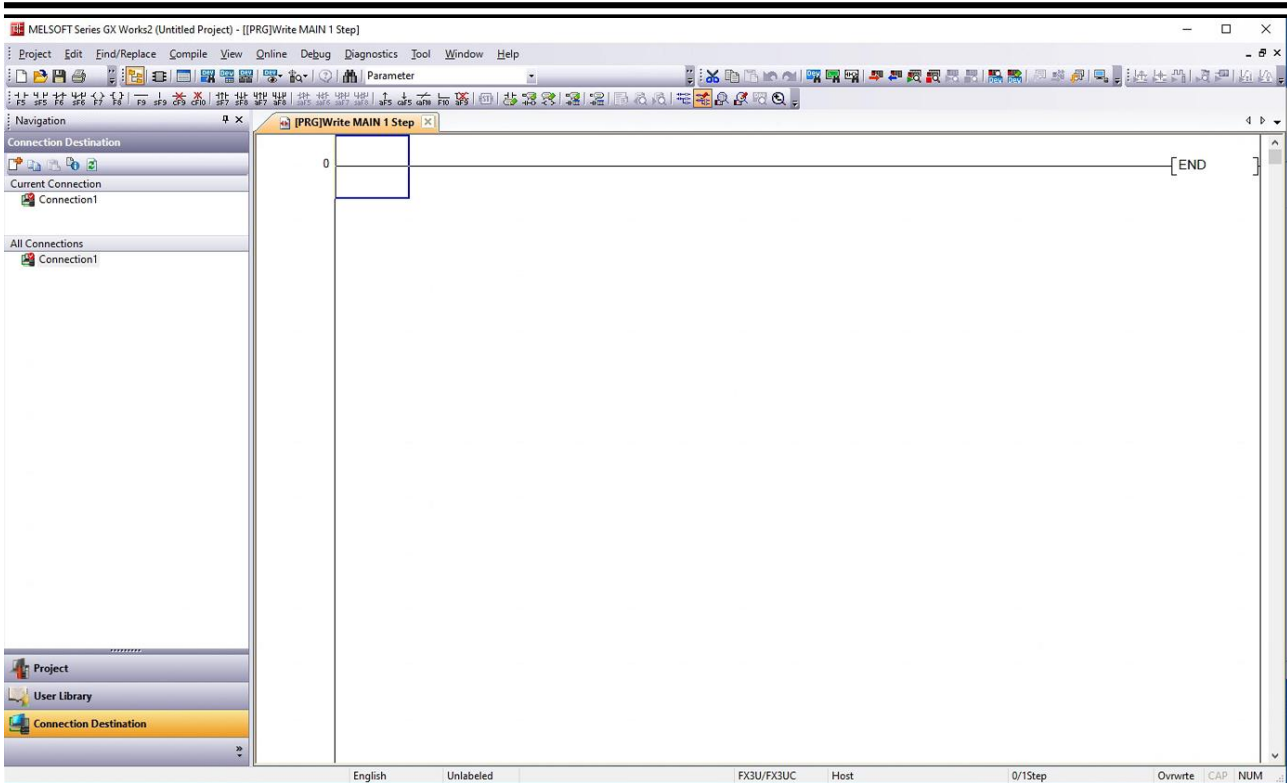 MELSOFT Series GX Works2 (Untitled Project) - [[PRG]Write MAIN 1 Step]
Project Edit Find/Replace Compile View Online Debug Diagnostics Tool Window Help
Parameter
Navigation
[PRG]Write MAIN 1 Step
Connection Destination
Current Connection
Connection1
All Connections
Connection1
0
END
Project
User Library
Connection Destination
English Unlabeled FX3U/FX3UC Host 0/1Step Ovrwrte CAP NUM